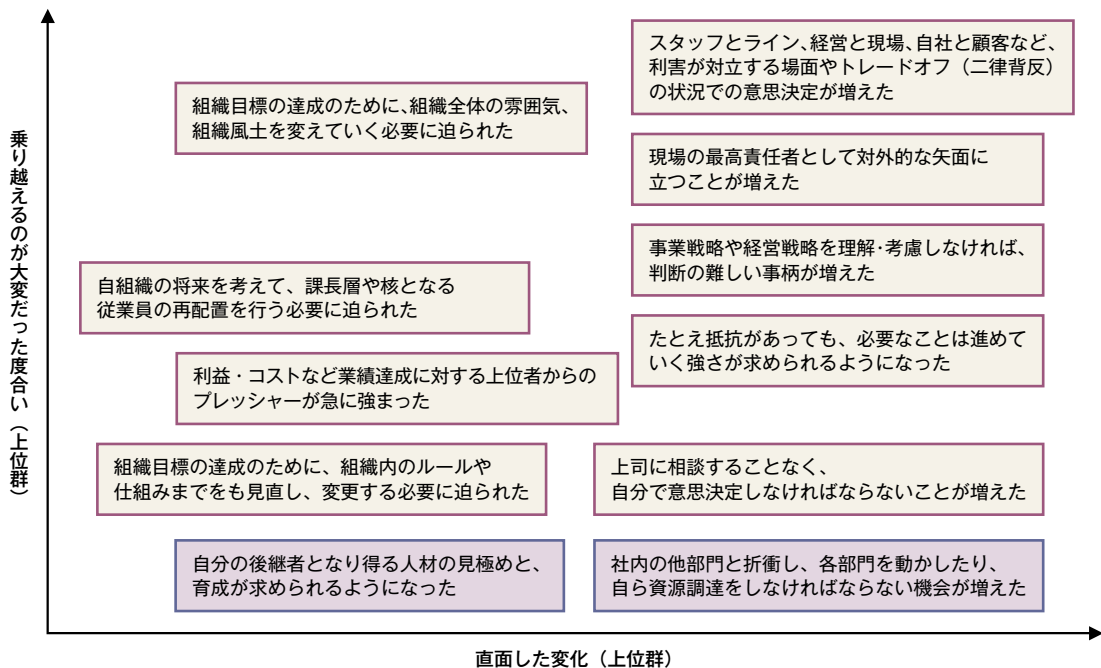 乗り越えるのが大変だった度合い（上位群）
スタッフとライン、経営と現場、自社と顧客など、
利害が対立する場面やトレードオフ（二律背反）
の状況での意思決定が増えた
組織目標の達成のために、組織全体の雰囲気、
組織風土を変えていく必要に迫られた
現場の最高責任者として対外的な矢面に
立つことが増えた
事業戦略や経営戦略を理解･考慮しなければ、
判断の難しい事柄が増えた
自組織の将来を考えて、課長層や核となる
従業員の再配置を行う必要に迫られた
たとえ抵抗があっても、必要なことは進めて
いく強さが求められるようになった
利益・コストなど業績達成に対する上位者からの
プレッシャーが急に強まった
組織目標の達成のために、組織内のルールや
仕組みまでをも見直し、変更する必要に迫られた
上司に相談することなく、
自分で意思決定しなければならないことが増えた
自分の後継者となり得る人材の見極めと、
育成が求められるようになった
社内の他部門と折衝し、各部門を動かしたり、
自ら資源調達をしなければならない機会が増えた
直面した変化（上位群）